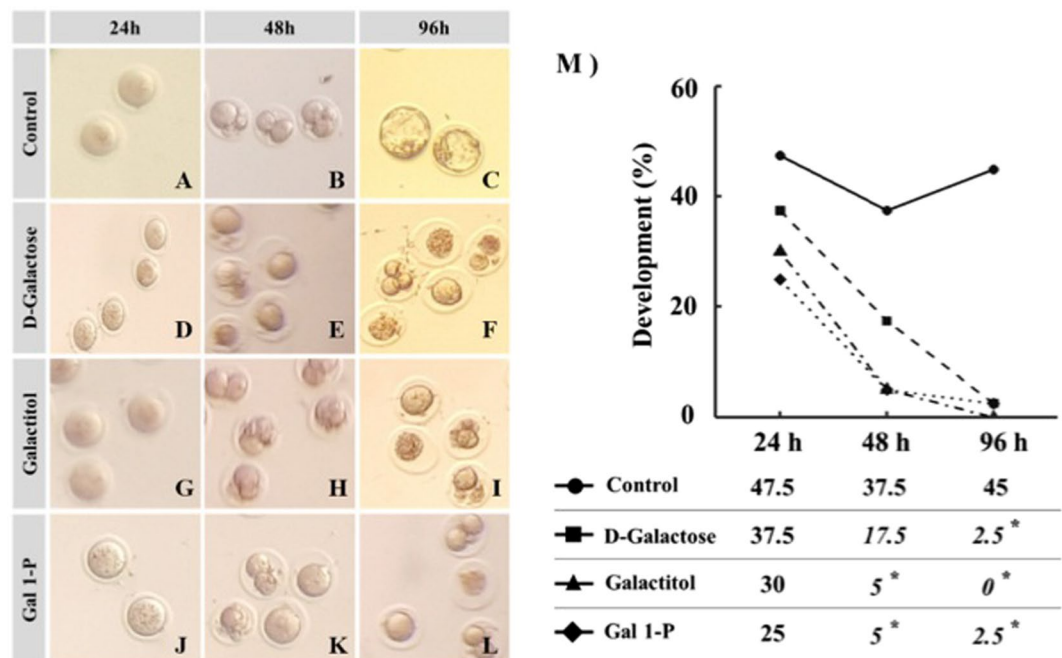 24h 48h 96h
Control
A B C
D-Galactose
D E F
Galactitol
G H I
Gal 1-P
J K L
M )
Development (%)
60
40
20
0
24 h 48 h 96 h
Control 47.5 37.5 45
D-Galactose 37.5 17.5 2.5 *
Galactitol 30 5 * 0 *
Gal 1-P 25 5 * 2.5 *